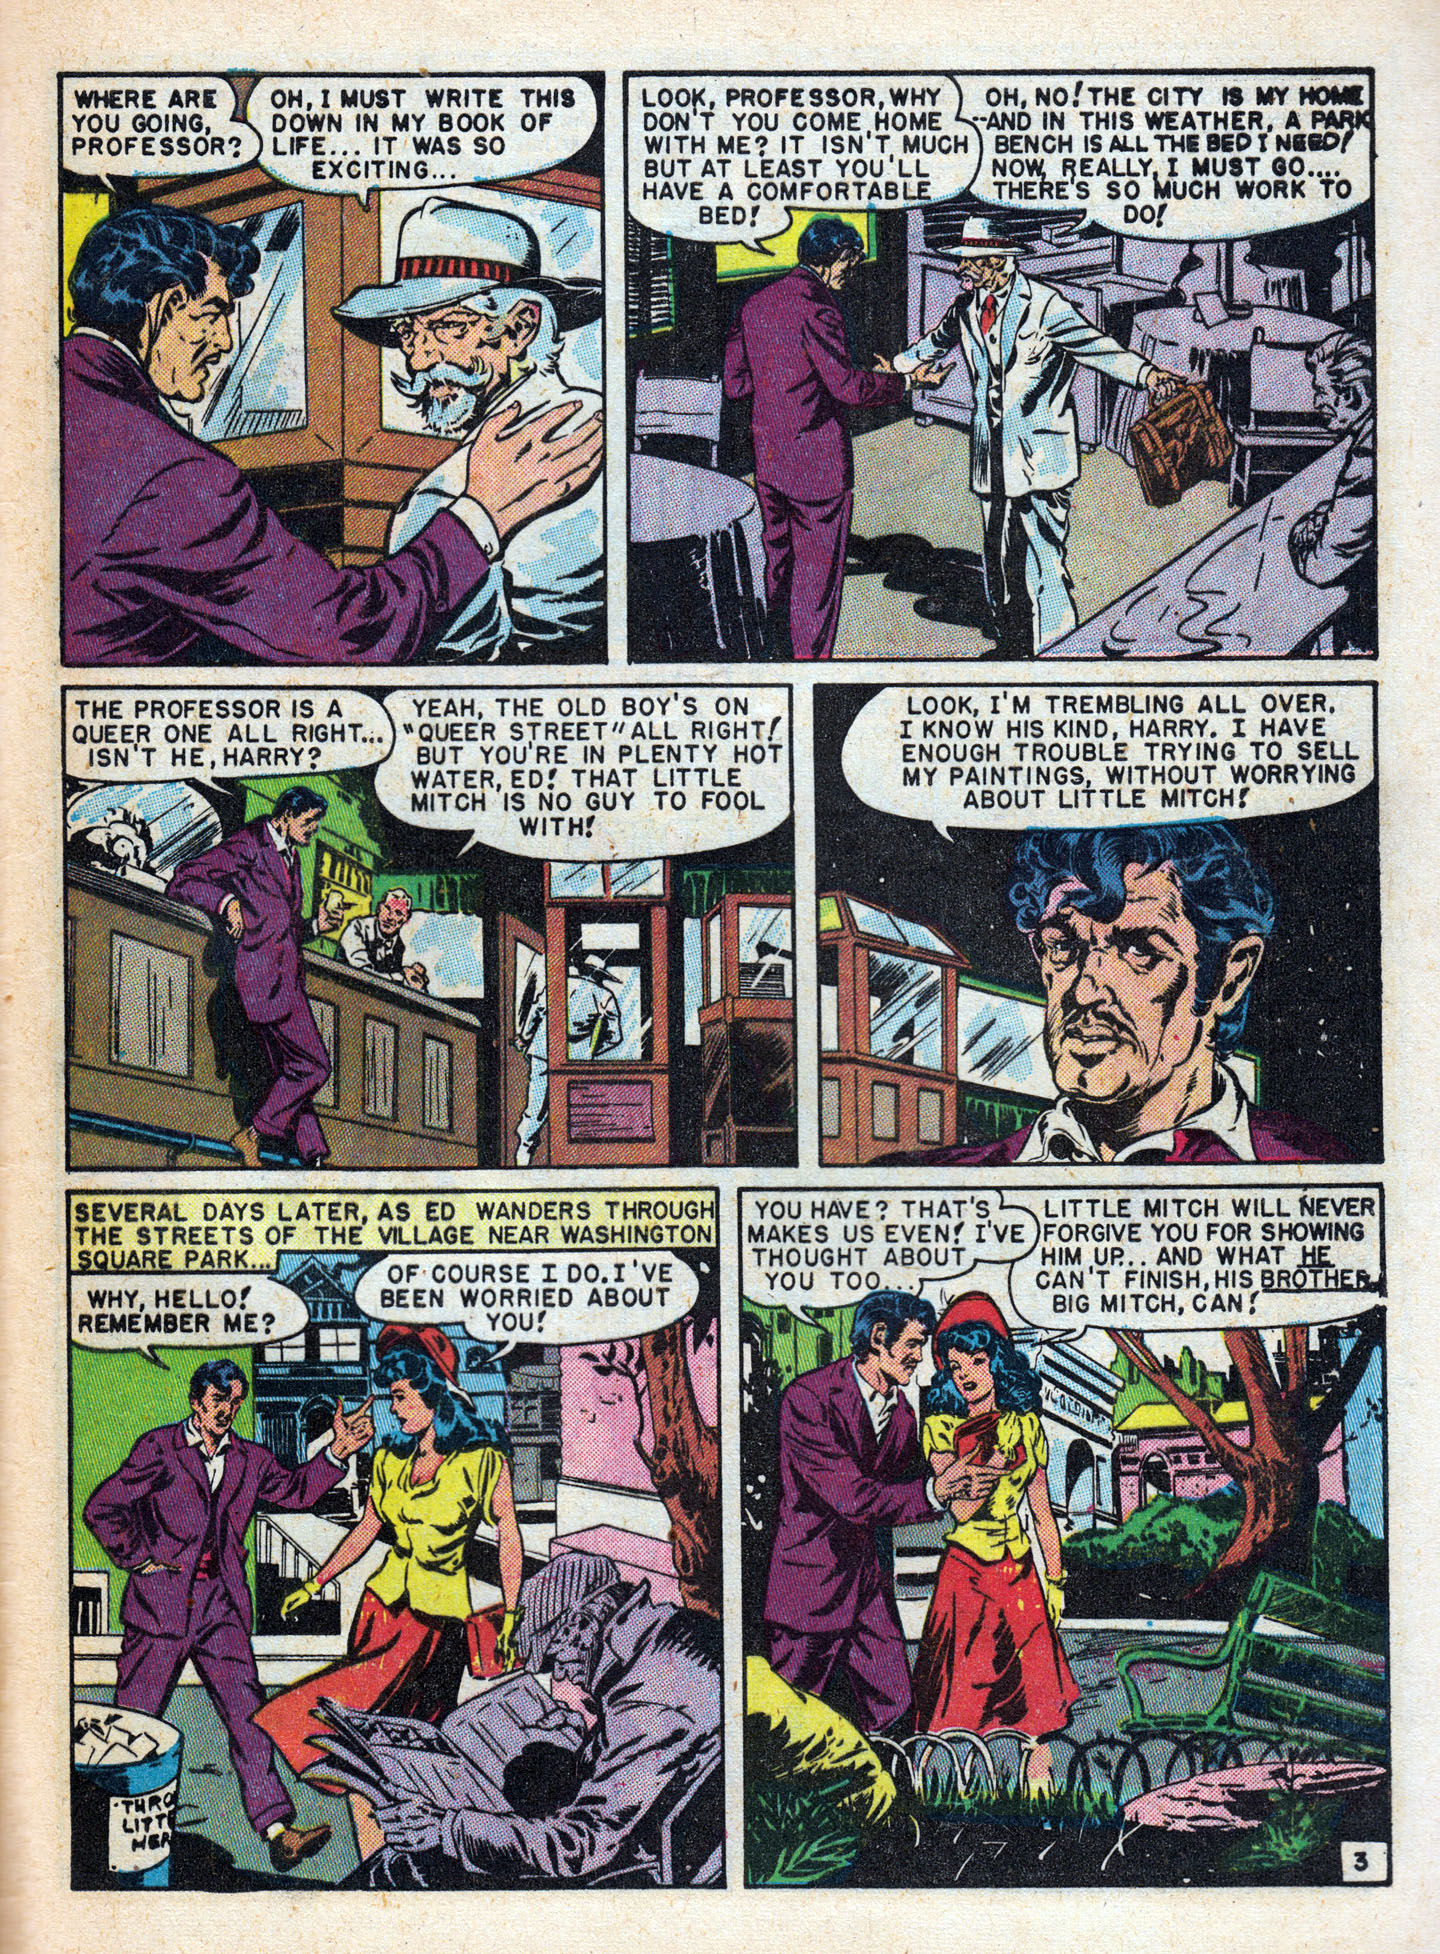 WHERE ARE
YOU GOING,
PROFESSOR?
OH, I MUST WRITE THIS
DOWN IN MY BOOK OF
LIFE... IT WAS SO
EXCITING...
LOOK, PROFESSOR, WHY
DON'T YOU COME HOME
WITH ME? IT ISN'T MUCH
BUT AT LEAST YOU'LL
HAVE A COMFORTABLE
BED!
OH, NO! THE CITY IS MY HOME
--AND IN THIS WEATHER, A PARK
BENCH IS ALL THE BED I NEED!
NOW, REALLY, I MUST GO....
THERE'S SO MUCH WORK TO
DO!
THE PROFESSOR IS A
QUEER ONE ALL RIGHT...
ISN'T HE, HARRY?
YEAH, THE OLD BOY'S ON
"QUEER STREET" ALL RIGHT!
BUT YOU'RE IN PLENTY HOT
WATER, ED! THAT LITTLE
MITCH IS NO GUY TO FOOL
WITH!
LOOK, I'M TREMBLING ALL OVER.
I KNOW HIS KIND, HARRY. I HAVE
ENOUGH TROUBLE TRYING TO SELL
MY PAINTINGS, WITHOUT WORRYING
ABOUT LITTLE MITCH!
SEVERAL DAYS LATER, AS ED WANDERS THROUGH
THE STREETS OF THE VILLAGE NEAR WASHINGTON
SQUARE PARK...
WHY, HELLO!
REMEMBER ME?
OF COURSE I DO. I'VE
BEEN WORRIED ABOUT
YOU!
THRO
LITTE
HER
YOU HAVE? THAT'S
MAKES US EVEN! I'VE
THOUGHT ABOUT
YOU TOO...
LITTLE MITCH WILL NEVER
FORGIVE YOU FOR SHOWING
HIM UP... AND WHAT HE
CAN'T FINISH, HIS BROTHER,
BIG MITCH, CAN!
3